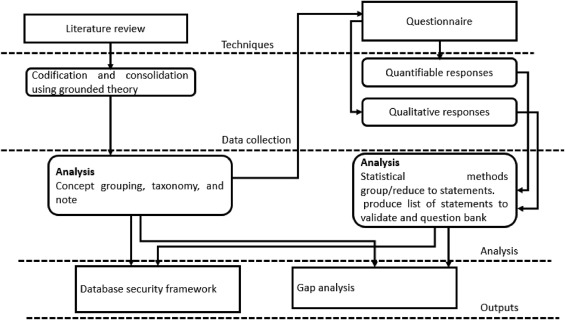 Literature review
Questionnaire
Techniques
Codification and consolidation
using grounded theory
Quantifiable responses
Qualitative responses
Data collection
Analysis
Concept grouping, taxonomy, and
note
Analysis
Statistical methods
group/reduce to statements.
produce list of statements to
validate and question bank
Analysis
Database security framework
Gap analysis
Outputs